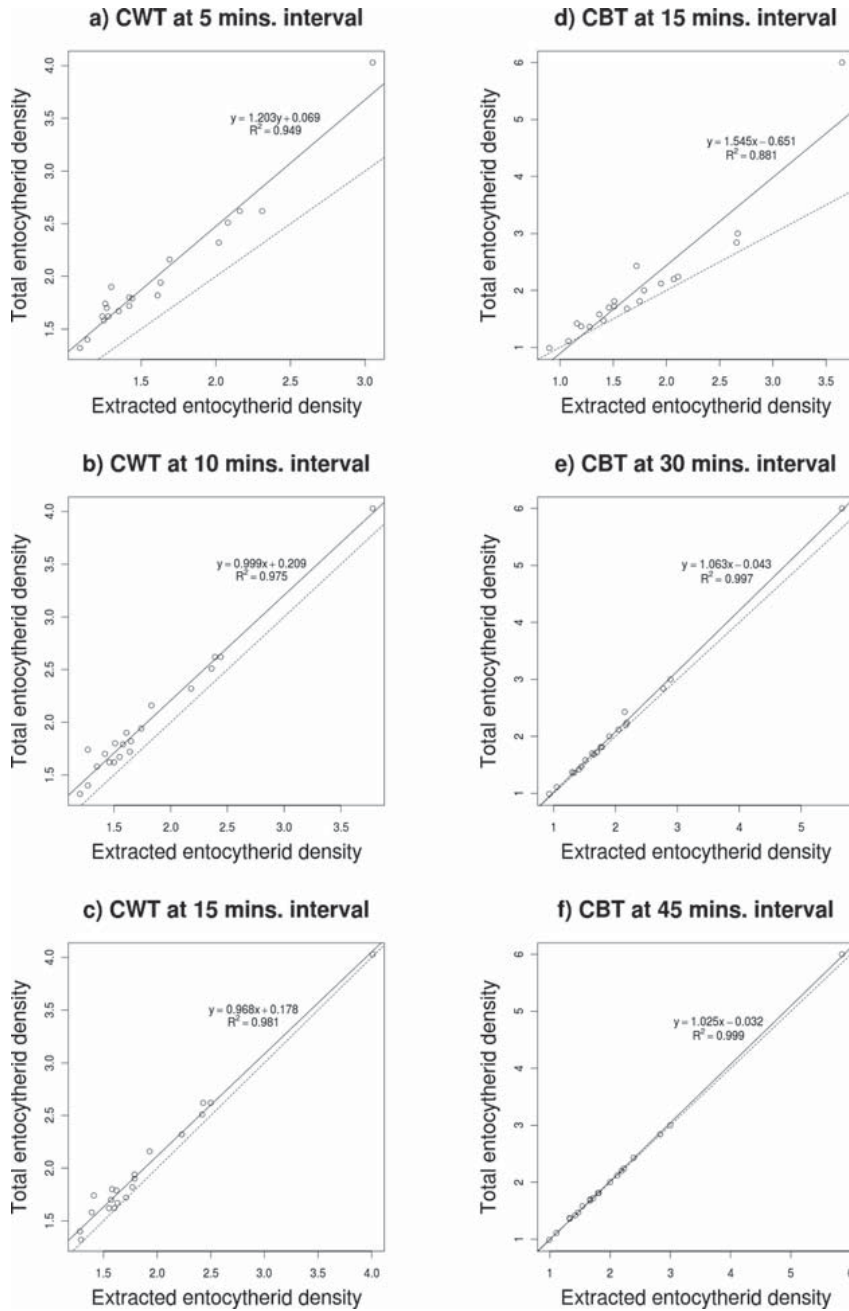 a) CWT at 5 mins. interval
Total entocytherid density
4.0
3.5
3.0
2.5
2.0
1.5
y = 1.203y + 0.069
R² = 0.949
1.5 2.0 2.5 3.0
Extracted entocytherid density
d) CBT at 15 mins. interval
Total entocytherid density
6
5
4
3
2
1
y = 1.545x − 0.651
R² = 0.881
1.0 1.5 2.0 2.5 3.0 3.5
Extracted entocytherid density
b) CWT at 10 mins. interval
Total entocytherid density
4.0
3.5
3.0
2.5
2.0
1.5
y = 0.999x + 0.209
R² = 0.975
1.5 2.0 2.5 3.0 3.5
Extracted entocytherid density
e) CBT at 30 mins. interval
Total entocytherid density
6
5
4
3
2
1
y = 1.063x − 0.043
R² = 0.997
1 2 3 4 5
Extracted entocytherid density
c) CWT at 15 mins. interval
Total entocytherid density
4.0
3.5
3.0
2.5
2.0
1.5
y = 0.968x + 0.178
R² = 0.981
1.5 2.0 2.5 3.0 3.5 4.0
Extracted entocytherid density
f) CBT at 45 mins. interval
Total entocytherid density
6
5
4
3
2
1
y = 1.025x − 0.032
R² = 0.999
1 2 3 4 5 6
Extracted entocytherid density